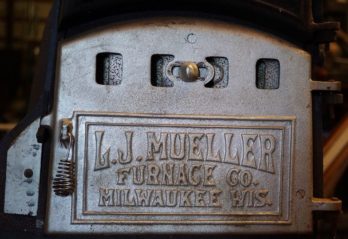 C
L.J. MUELLER
FURNACE CO.
MILWAUKEE WIS.